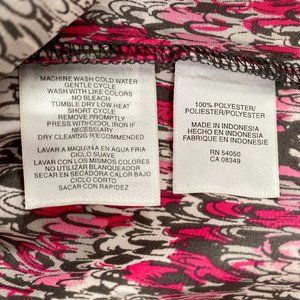 MACHINE WASH COLD WATER
GENTLE CYCLE
WASH WITH LIKE COLORS
NOT BLEACH
TUMBLE DRY LOW HEAT
SHORT CYCLE
REMOVE PROMPTLY
PRESS WITH COOL IRON IF
NECESSARY
DRY CLEANING RECOMMENDED
LAVAR A MAQUINA EN AGUA FRIA
CICLO SUAVE
LAVAR CON LOS MISMOS COLORES
NO UTILIZAR BLANQUEADOR
SECAR EN SECADORA CALOR BAJO
CICLO CORTO
SACAR CON RAPIDEZ
100% POLYESTER/
POLIESTER/POLYESTER
MADE IN INDONESIA
HECHO EN INDONESIA
FABRIQUE EN INDONESIE
RN 54050
CA 08349